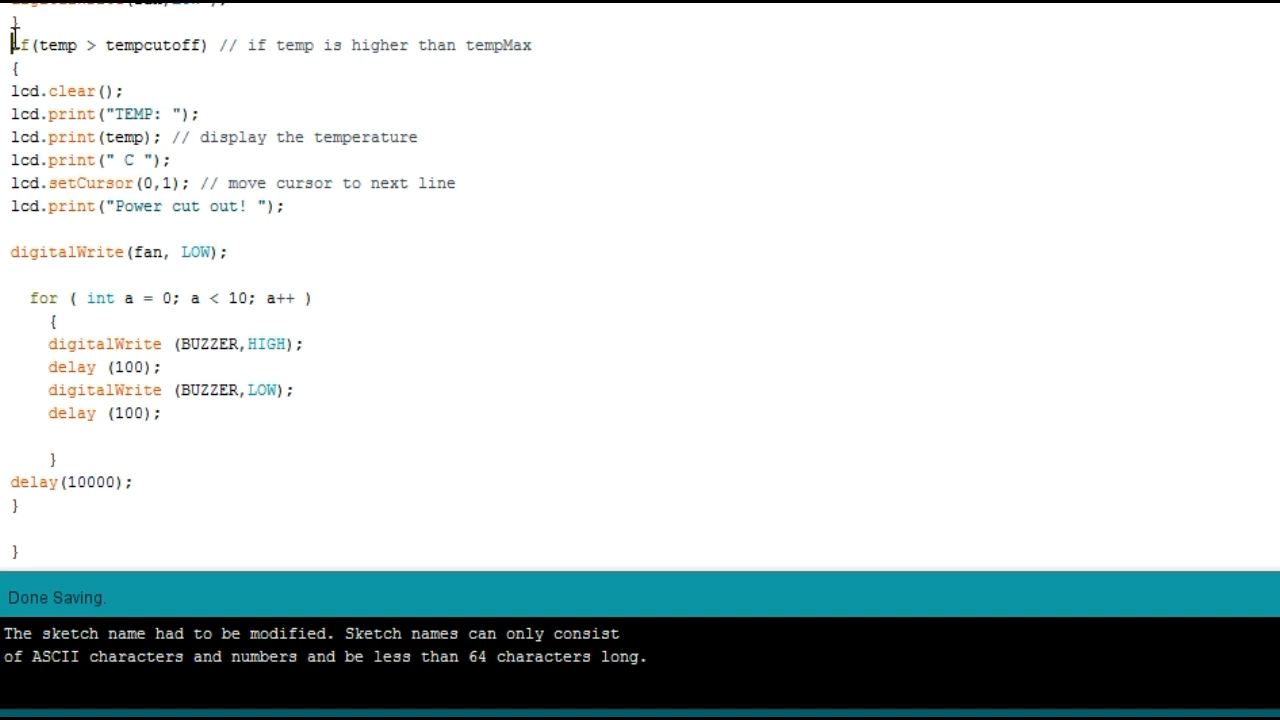 }
if(temp > tempcutoff) // if temp is higher than tempMax
{
lcd.clear();
lcd.print("TEMP: ");
lcd.print(temp); // display the temperature
lcd.print(" C ");
lcd.setCursor(0,1); // move cursor to next line
lcd.print("Power cut out! ");
digitalWrite(fan, LOW);
for ( int a = 0; a < 10; a++ )
{
digitalWrite (BUZZER,HIGH);
delay (100);
digitalWrite (BUZZER,LOW);
delay (100);
}
delay(10000);
}
}
Done Saving.
The sketch name had to be modified. Sketch names can only consist
of ASCII characters and numbers and be less than 64 characters long.